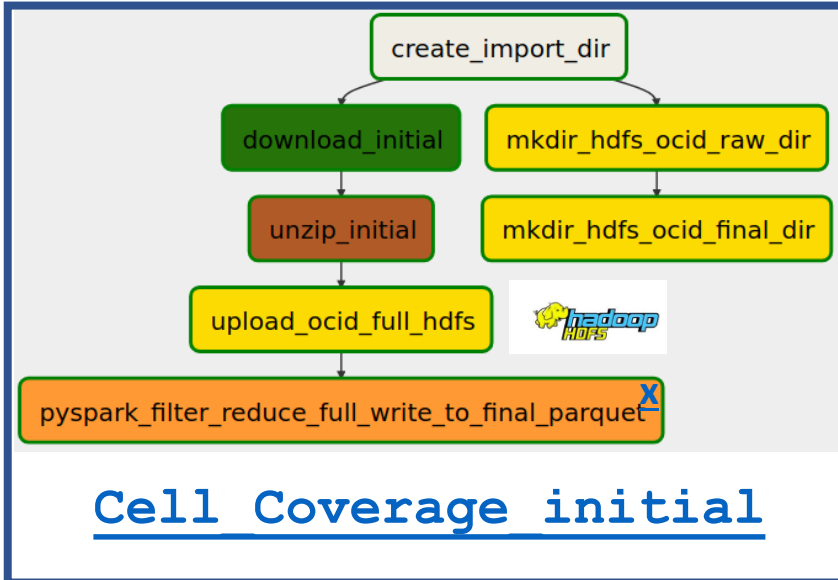 create_import_dir
download_initial
mkdir_hdfs_ocid_raw_dir
unzip_initial
mkdir_hdfs_ocid_final_dir
upload_ocid_full_hdfs
hadoop
HDFS
pyspark_filter_reduce_full_write_to_final_parquet
X
Cell_Coverage_initial